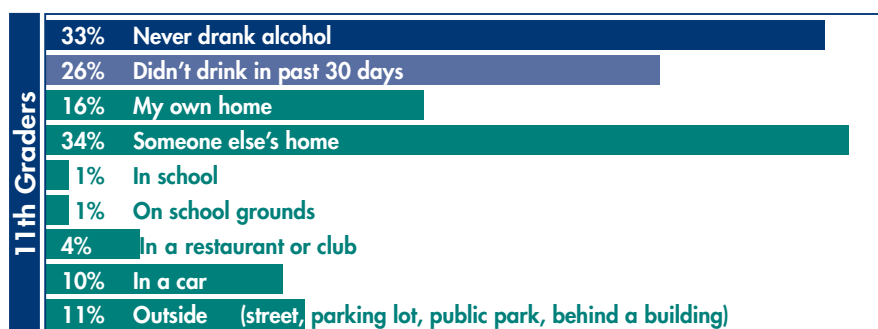 11th Graders
33% Never drank alcohol
26% Didn't drink in past 30 days
16% My own home
34% Someone else's home
1% In school
1% On school grounds
4% In a restaurant or club
10% In a car
11% Outside (street, parking lot, public park, behind a building)